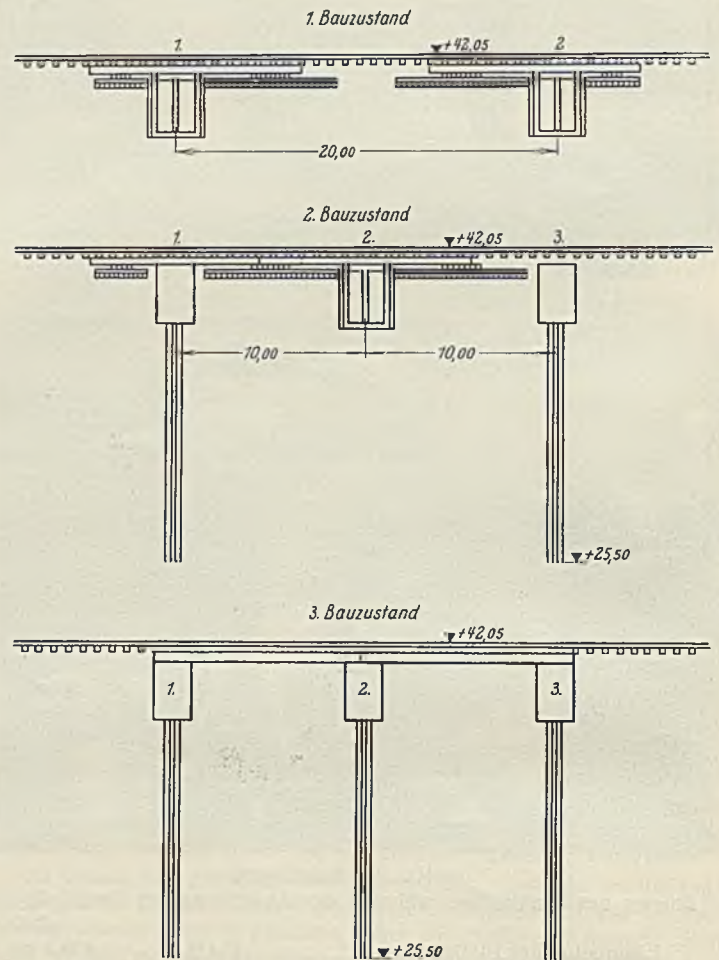 1. Bauzustand
1. +42,05 2
20,00
2. Bauzustand
1. 2. +42,05 3.
10,00 10,00
+25,50
3. Bauzustand
+42,05
1. 2. 3.
+25,50